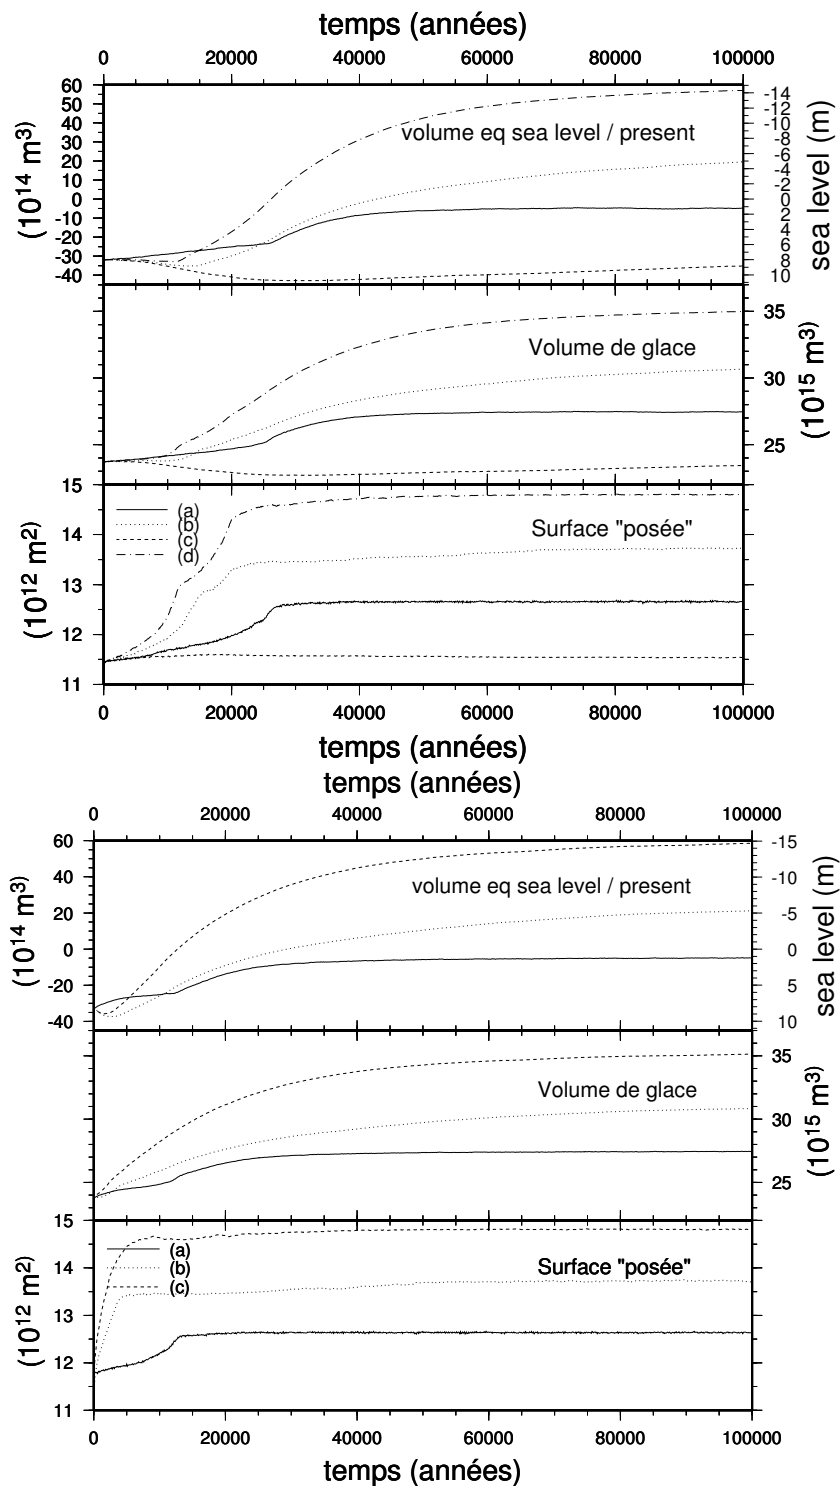 temps (années)
0 20000 40000 60000 80000 100000
60
50
40
30
20
10
0
-10
-20
-30
-40
(10¹⁴ m³)
volume eq sea level / present
-14
-12
-10
-8
-6
-4
-2
0
2
4
6
8
10
sea level (m)
Volume de glace
35
30
25
(10¹⁵ m³)
15
14
13
12
11
(10¹² m²)
(a)
(b)
(c)
(d)
Surface "posée"
0 20000 40000 60000 80000 100000
temps (années)
temps (années)
0 20000 40000 60000 80000 100000
60
40
20
0
-20
-40
(10¹⁴ m³)
volume eq sea level / present
-15
-10
-5
0
5
10
sea level (m)
Volume de glace
35
30
25
(10¹⁵ m³)
15
14
13
12
11
(10¹² m²)
(a)
(b)
(c)
Surface "posée"
0 20000 40000 60000 80000 100000
temps (années)